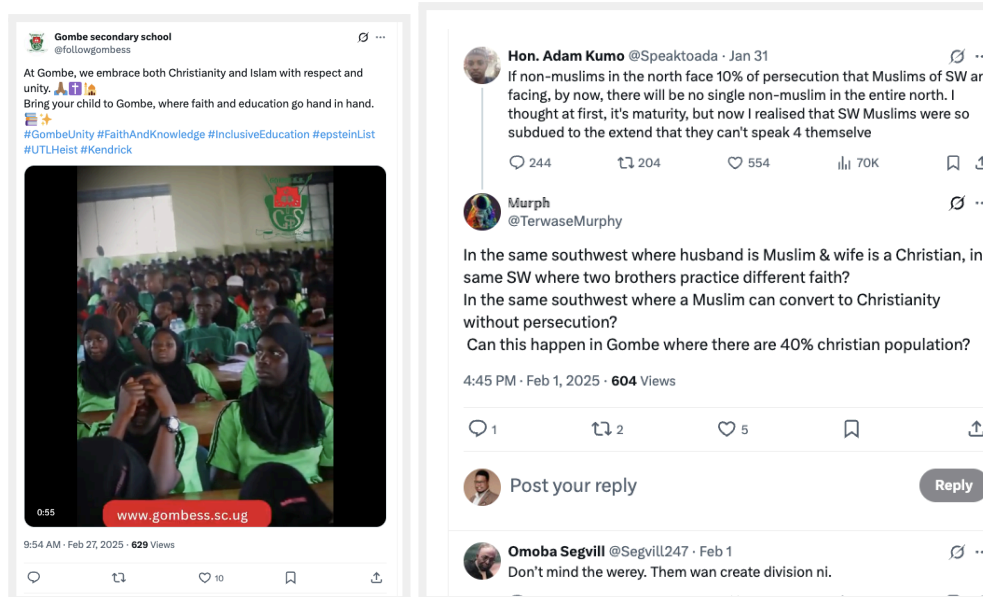 Gombe secondary school
@followgombess
At Gombe, we embrace both Christianity and Islam with respect and
unity. 🙏🏾✝️🕌
Bring your child to Gombe, where faith and education go hand in hand.
📚✨
#GombeUnity #FaithAndKnowledge #InclusiveEducation #epsteinList
#UTLHeist #Kendrick
0:55
www.gombess.sc.ug
9:54 AM · Feb 27, 2025 · 629 Views
10
Hon. Adam Kumo @Speaktoada · Jan 31
If non-muslims in the north face 10% of persecution that Muslims of SW ar
facing, by now, there will be no single non-muslim in the entire north. I
thought at first, it's maturity, but now I realised that SW Muslims were so
subdued to the extend that they can't speak 4 themselve
244 204 554 70K
Murph
@TerwaseMurphy
In the same southwest where husband is Muslim & wife is a Christian, in
same SW where two brothers practice different faith?
In the same southwest where a Muslim can convert to Christianity
without persecution?
Can this happen in Gombe where there are 40% christian population?
4:45 PM · Feb 1, 2025 · 604 Views
1 2 5
Post your reply
Reply
Omoba Segvill @Segvill247 · Feb 1
Don't mind the werey. Them wan create division ni.